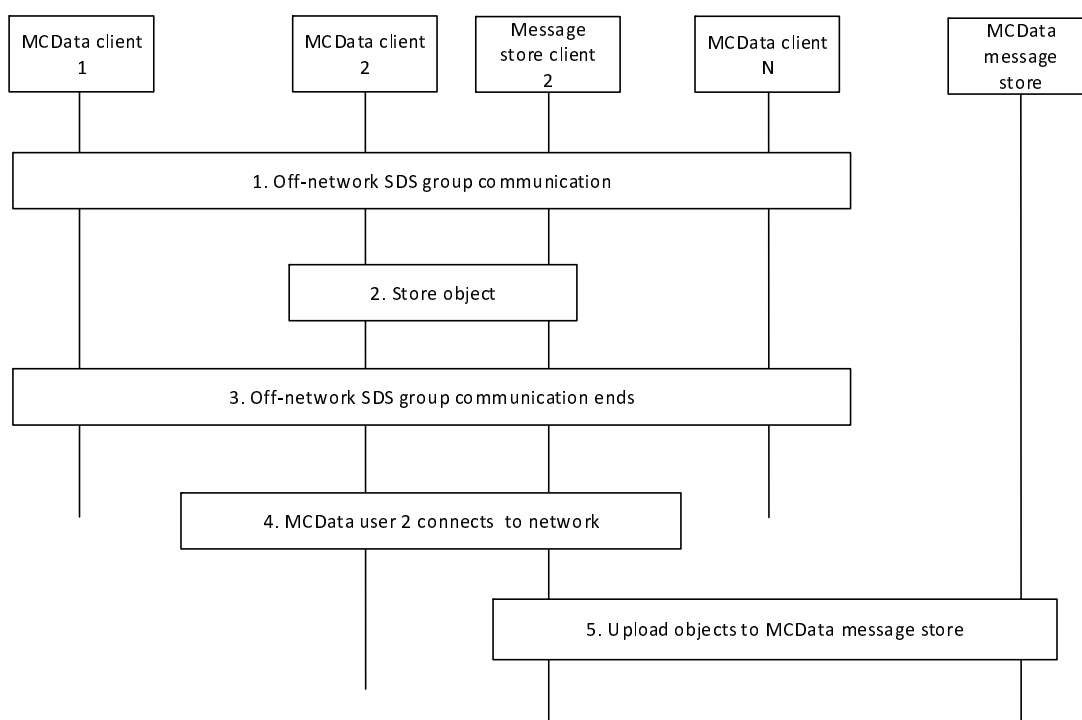 MCData client
1
MCData client
2
Message
store client
2
MCData client
N
MCData
message
store
1. Off-network SDS group communication
2. Store object
3. Off-network SDS group communication ends
4. MCData user 2 connects to network
5. Upload objects to MCData message store